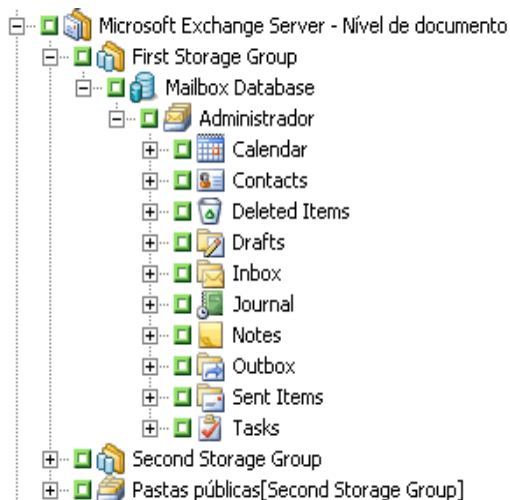 Microsoft Exchange Server - Nível de documento
First Storage Group
Mailbox Database
Administrador
Calendar
Contacts
Deleted Items
Drafts
Inbox
Journal
Notes
Outbox
Sent Items
Tasks
Second Storage Group
Pastas públicas[Second Storage Group]